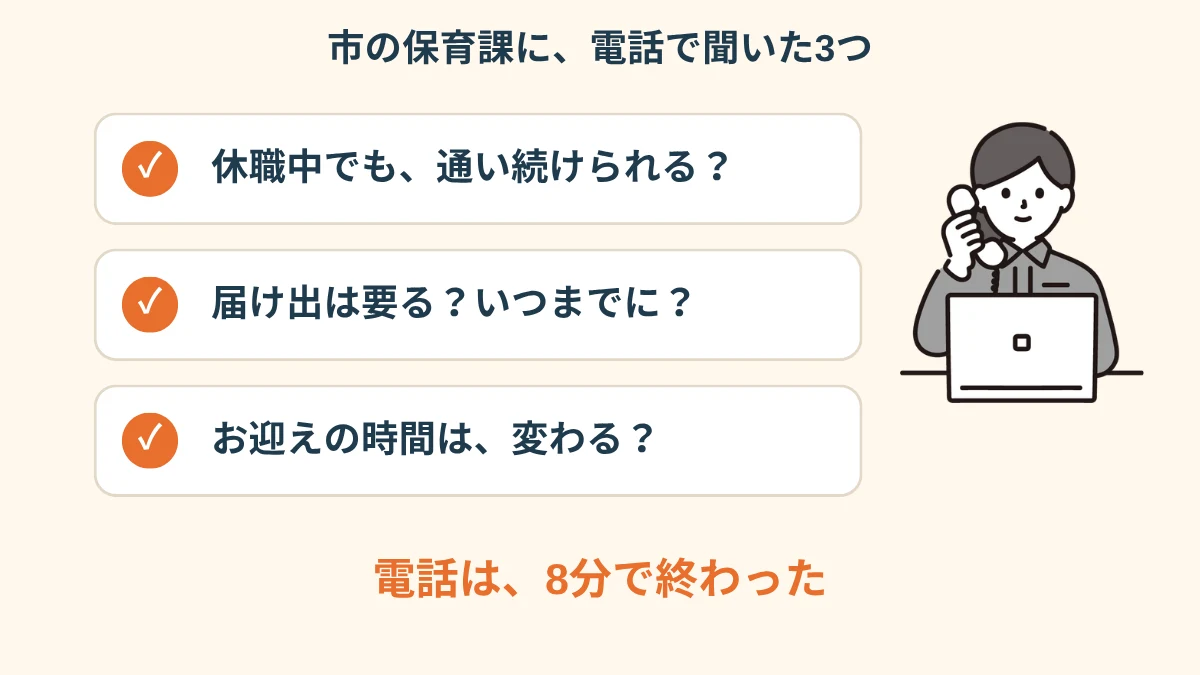 市の保育課に、電話で聞いた3つ
休職中でも、通い続けられる？
届け出は要る？いつまでに？
お迎えの時間は、変わる？
電話は、8分で終わった